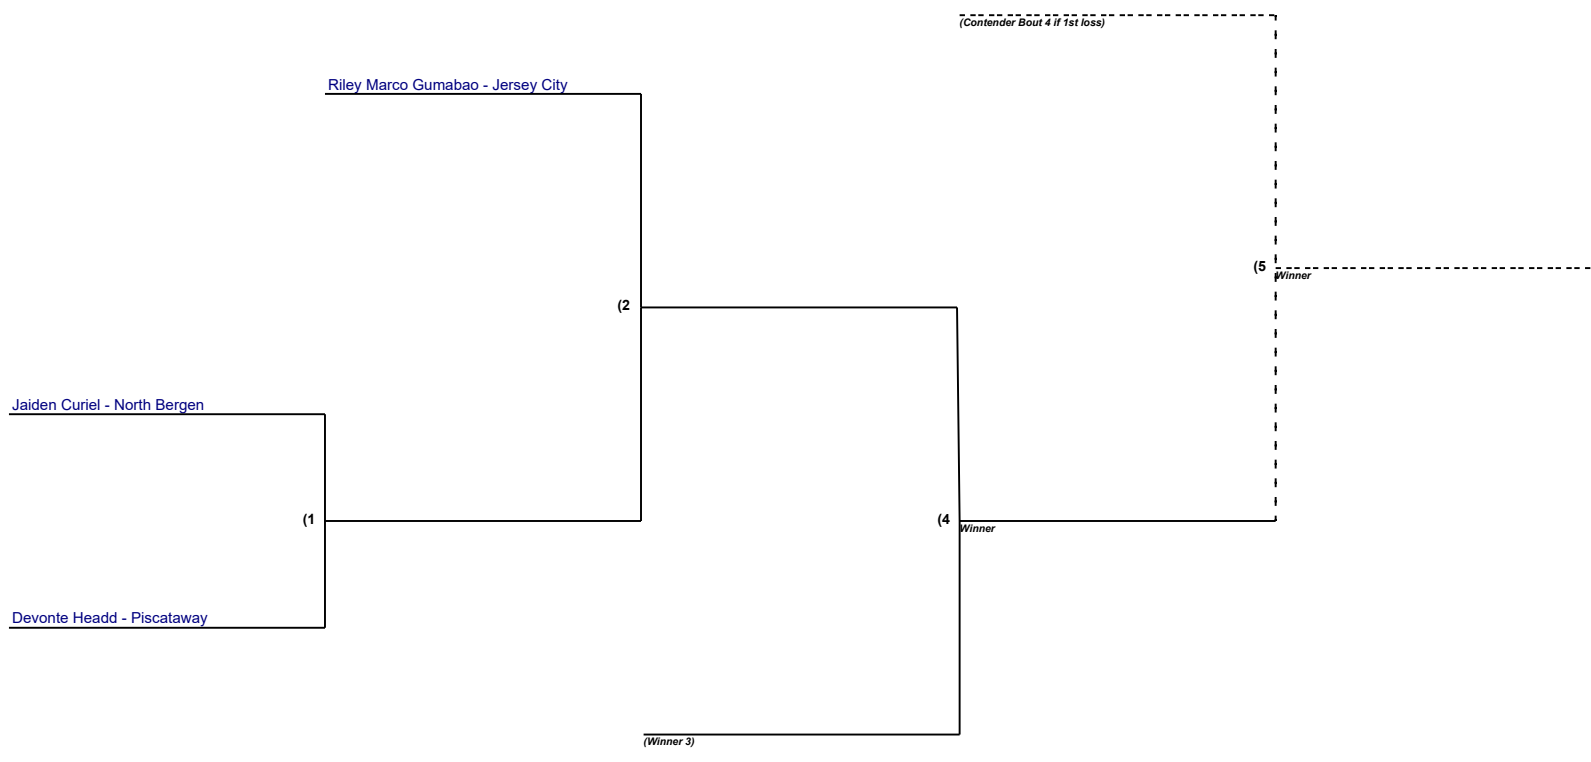 (Contender Bout 4 if 1st loss)
Riley Marco Gumabao - Jersey City
(5
Winner
(2
Jaiden Curiel - North Bergen
(1
(4
Winner
Devonte Headd - Piscataway
(Winner 3)